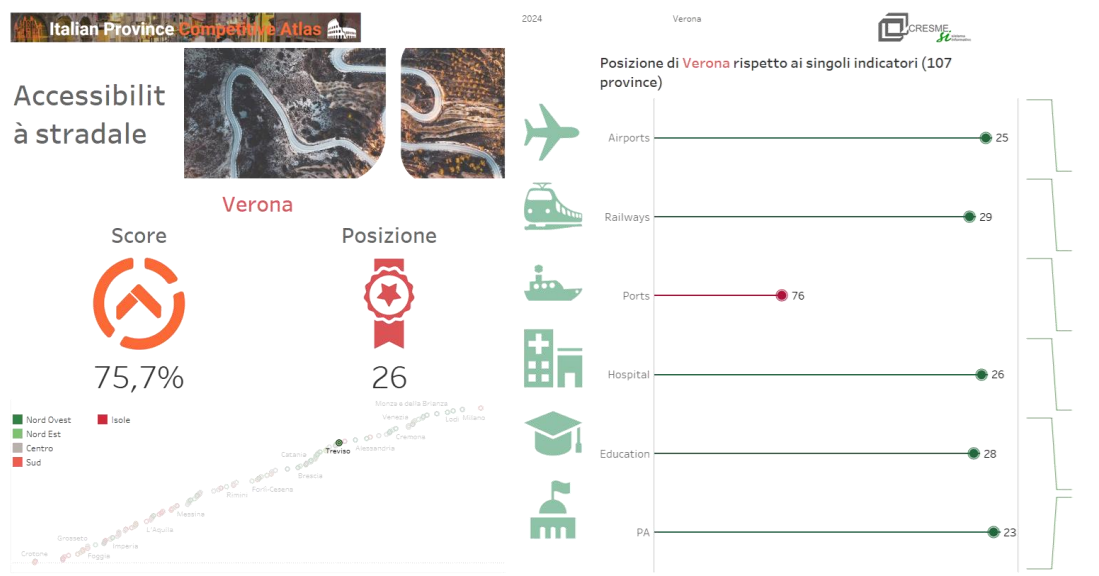 Italian Province Competitive Atlas
2024
Verona
CRESME
si
Accessibilit
à stradale
Posizione di Verona rispetto ai singoli indicatori (107
province)
Verona
Score
Posizione
75,7%
26
Airports
25
Railways
29
Ports
76
Hospital
26
Education
28
PA
23
Nord Ovest
Isole
Nord Est
Centro
Sud
Monza e della Brianza
Venezia
Lodi
Milano
Cremona
Treviso
Alessandria
Catania
Brescia
Rimini
Forlì-Cesena
Messina
L'Aquila
Grosseto
Imperia
Crotone
Foggia